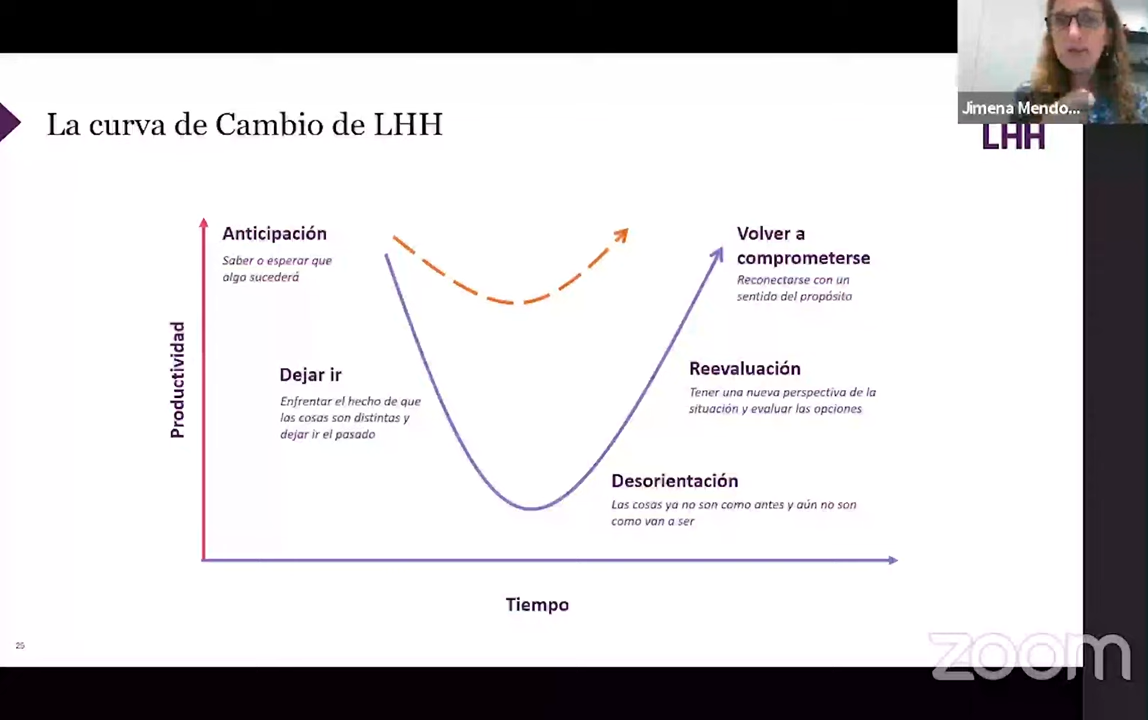 Jimena Mendo...
LHH
La curva de Cambio de LHH
Anticipación
Saber o esperar que
algo sucederá
Volver a
comprometerse
Reconectarse con un
sentido del propósito
Productividad
Dejar ir
Enfrentar el hecho de que
las cosas son distintas y
dejar ir el pasado
Reevaluación
Tener una nueva perspectiva de la
situación y evaluar las opciones
Desorientación
Las cosas ya no son como antes y aún no son
como van a ser
Tiempo
29
zoom